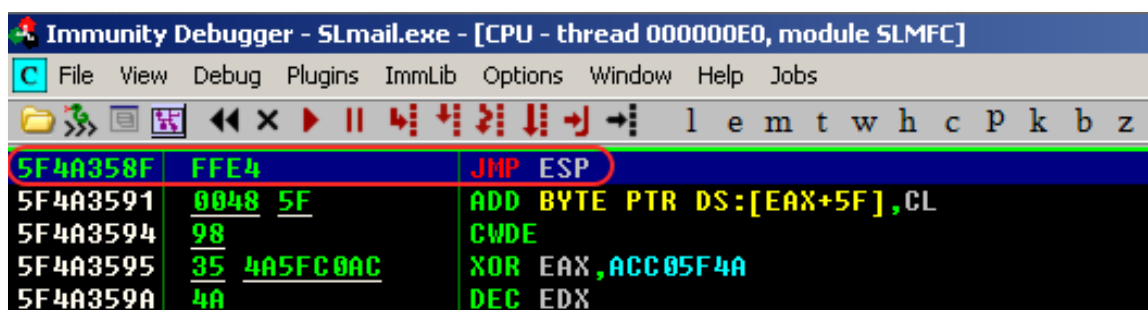 Immunity Debugger - SLmail.exe - [CPU - thread 000000E0, module SLMFC]
C File View Debug Plugins ImmLib Options Window Help Jobs
l e m t w h c P k b z
5F4A358F FFE4 JMP ESP
5F4A3591 0048 5F ADD BYTE PTR DS:[EAX+5F],CL
5F4A3594 98 CWDE
5F4A3595 35 4A5FC0AC XOR EAX,ACC05F4A
5F4A359A 4A DEC EDX